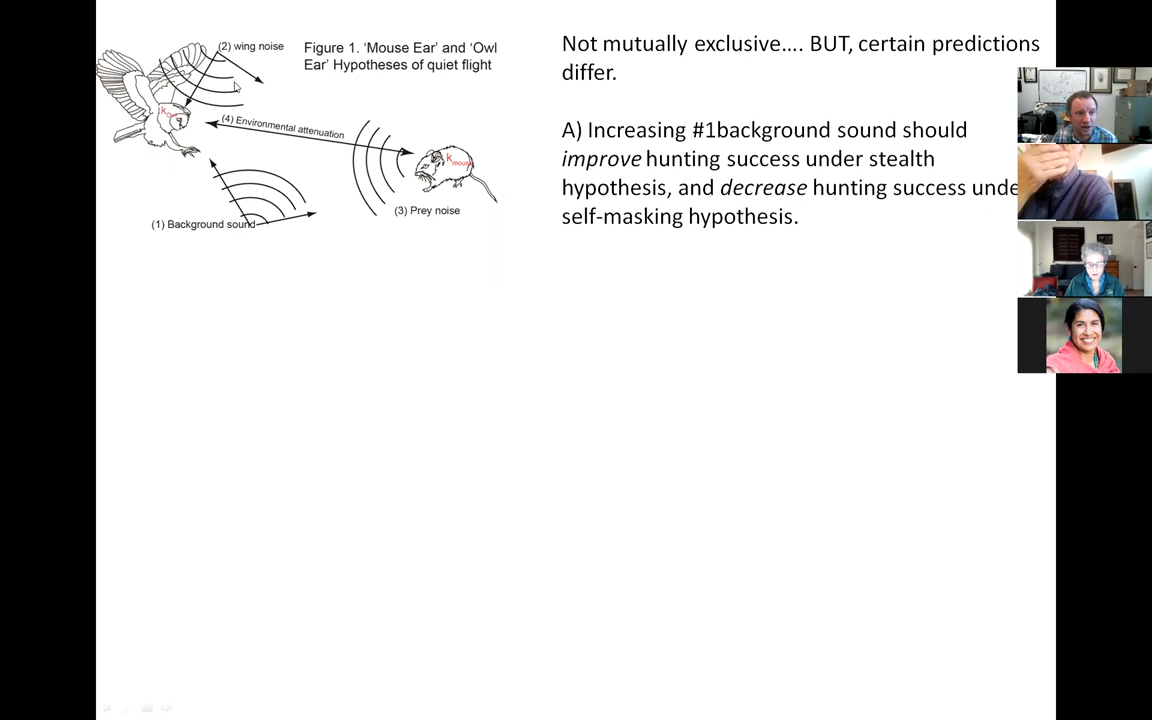 (2) wing noise
Figure 1. 'Mouse Ear' and 'Owl
Ear' Hypotheses of quiet flight
(4) Environmental attenuation
k mouse
(3) Prey noise
(1) Background sound
Not mutually exclusive.... BUT, certain predictions
differ.
A) Increasing #1background sound should
improve hunting success under stealth
hypothesis, and decrease hunting success unde
self-masking hypothesis.